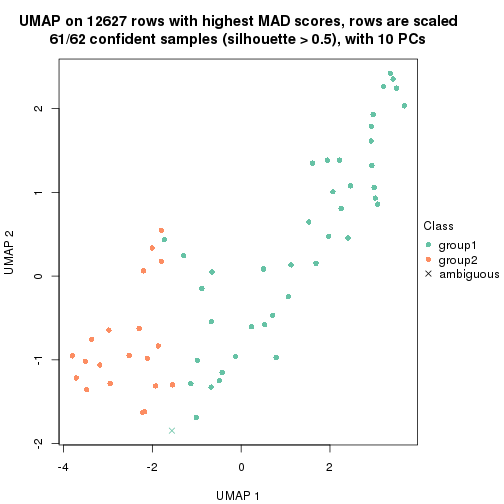 UMAP on 12627 rows with highest MAD scores, rows are scaled
61/62 confident samples (silhouette > 0.5), with 10 PCs
2
1
0
-1
-2
UMAP 2
-4
-2
0
2
UMAP 1
Class
group1
group2
ambiguous